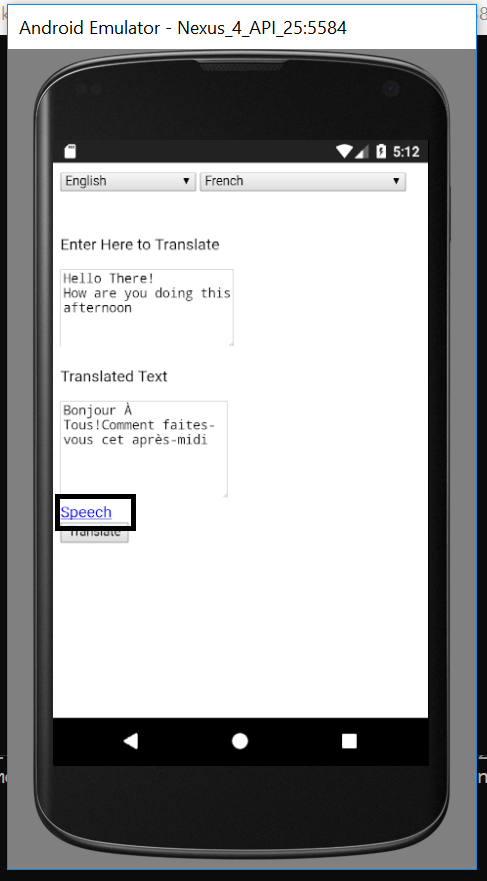 Android Emulator - Nexus_4_API_25:5584
5:12
English French
Enter Here to Translate
Hello There!
How are you doing this
afternoon
Translated Text
Bonjour À
Tous!Comment faites-
vous cet après-midi
Speech
Translate